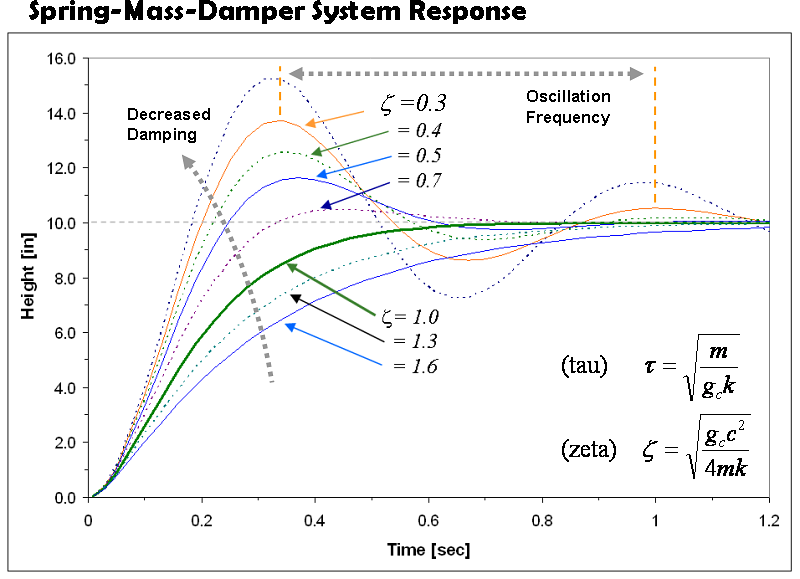 Spring-Mass-Damper System Response
16.0
14.0
12.0
10.0
8.0
6.0
4.0
2.0
0.0
Height [in]
Decreased
Damping
ζ =0.3
= 0.4
= 0.5
= 0.7
Oscillation
Frequency
ζ= 1.0
= 1.3
= 1.6
(tau) τ = √(m / g_c k)
(zeta) ζ = √(g_c c² / 4mk)
0 0.2 0.4 0.6 0.8 1 1.2
Time [sec]